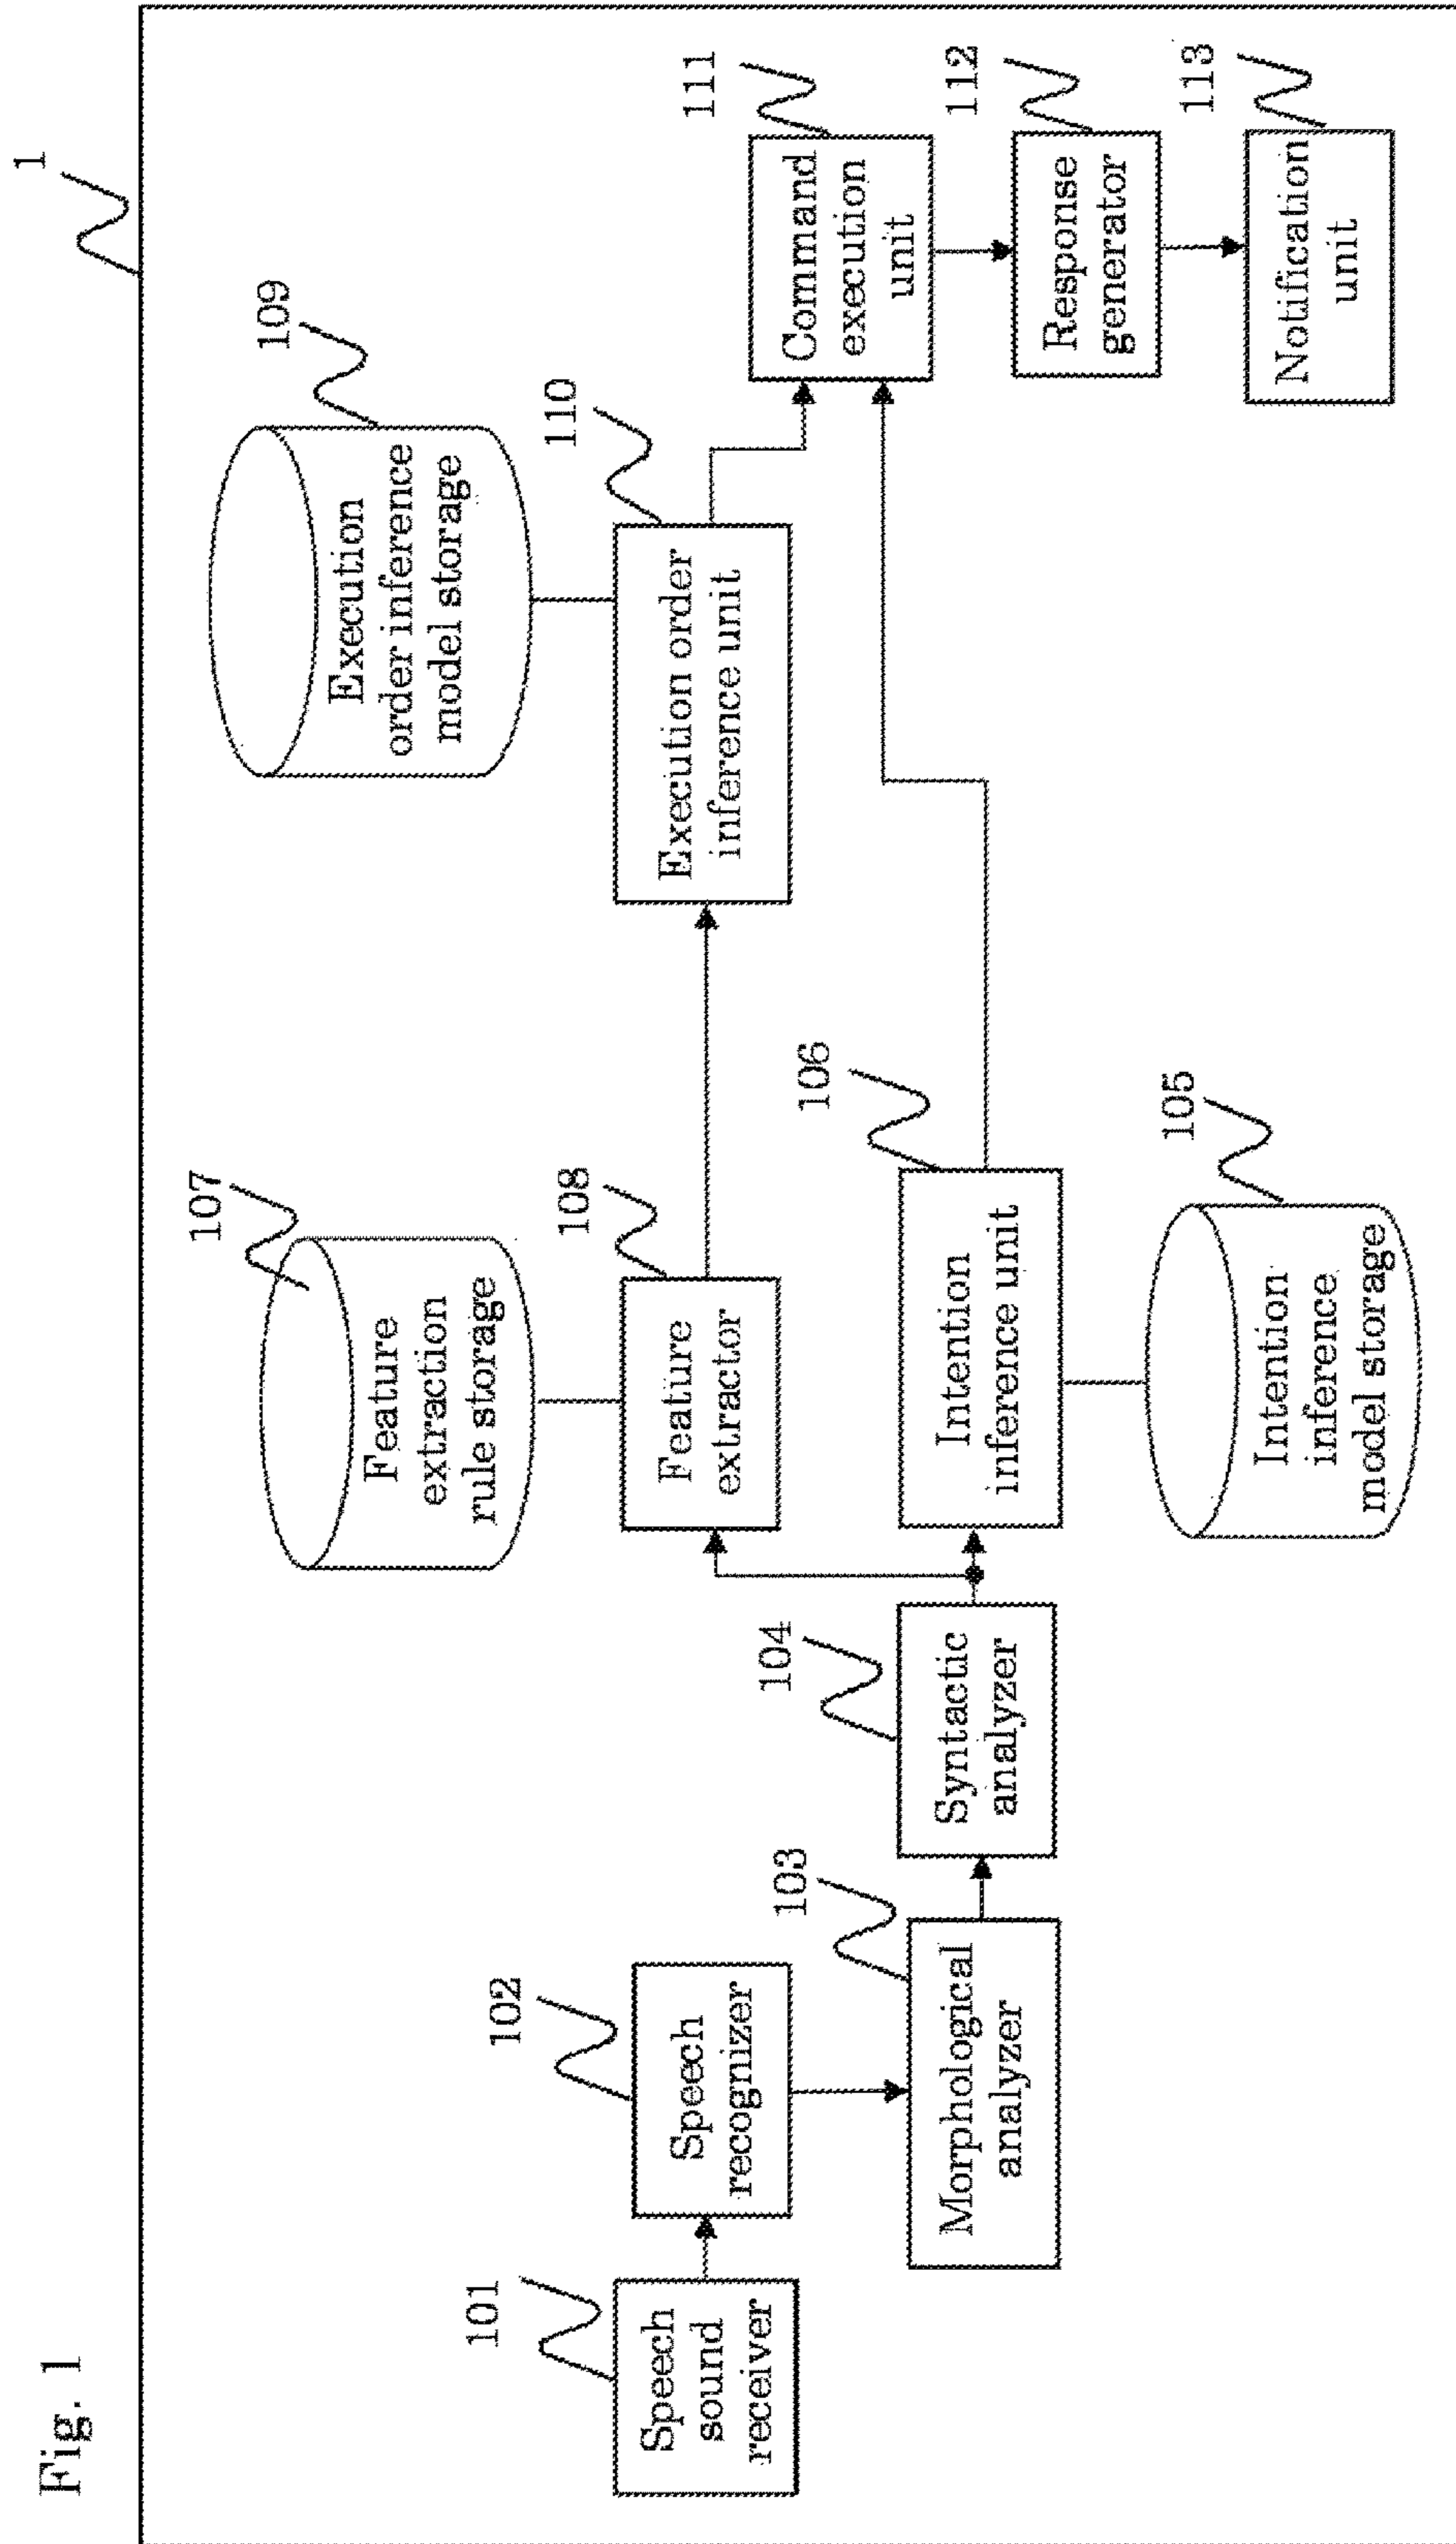 Fig. 1
1
107
Feature
extraction
rule storage
109
Execution
order inference
model storage
101
Speech
sound
receiver
102
Speech
recognizer
108
Feature
extractor
110
Execution order
inference unit
111
Command
execution
unit
103
Morphological
analyzer
104
Syntactic
analyzer
106
Intention
inference unit
112
Response
generator
105
Intention
inference
model storage
113
Notification
unit